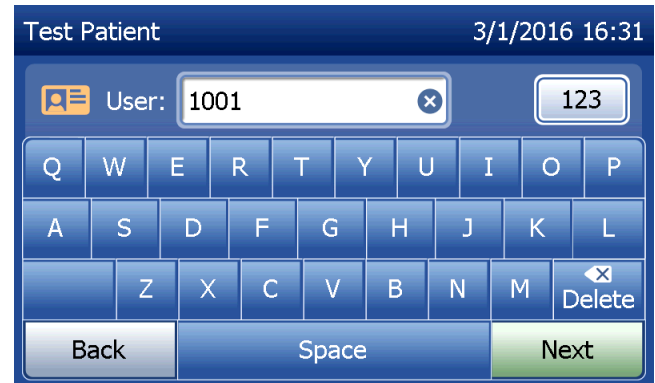 Test Patient 3/1/2016 16:31
User: 1001 123
Q W E R T Y U I O P
A S D F G H J K L
Z X C V B N M Delete
Back Space Next